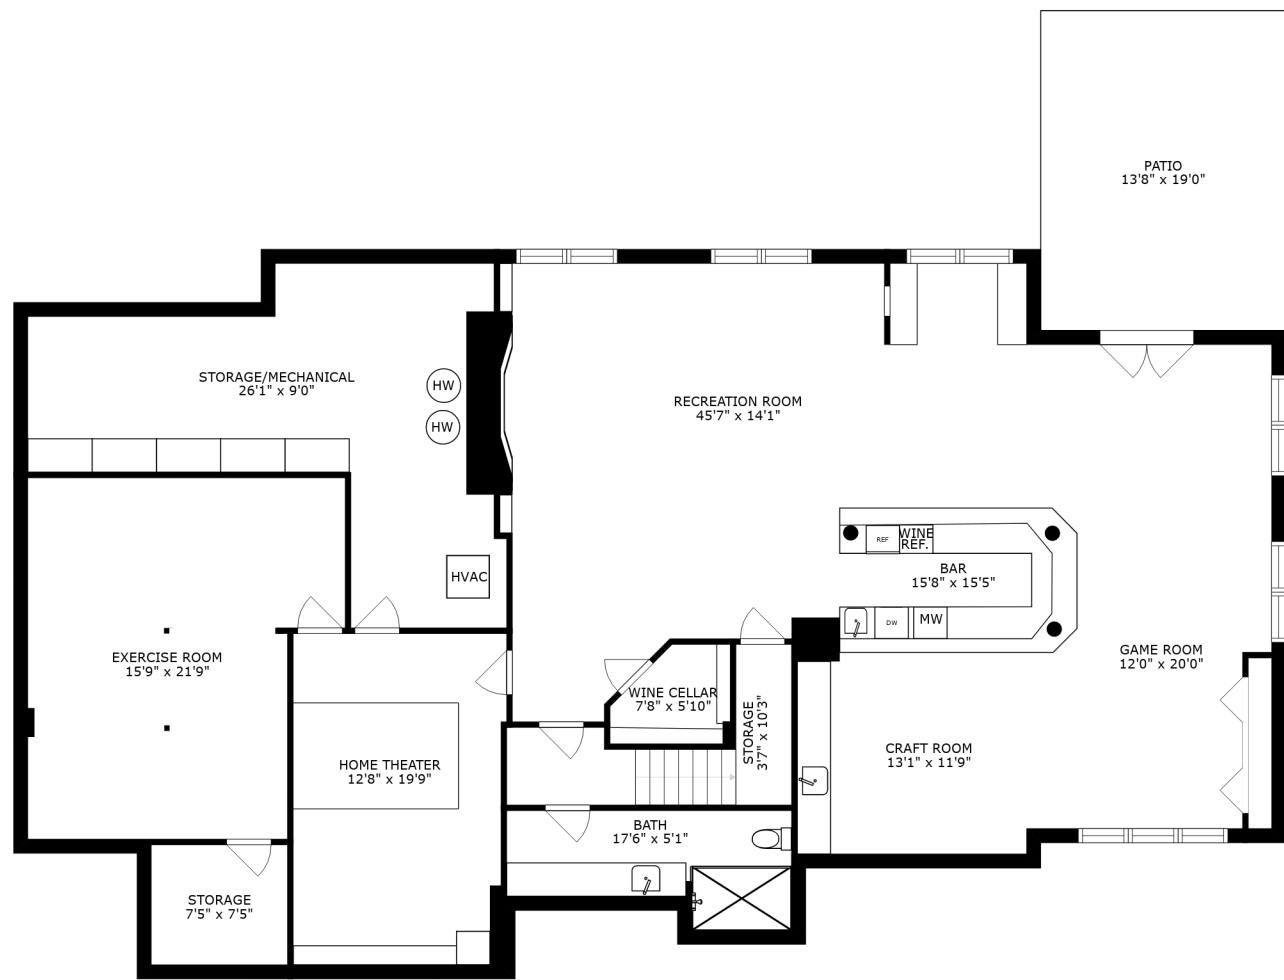 PATIO
13'8" x 19'0"
STORAGE/MECHANICAL
26'1" x 9'0"
HW
HW
RECREATION ROOM
45'7" x 14'1"
REF
WINE
REF.
BAR
15'8" x 15'5"
HVAC
DW
MW
EXERCISE ROOM
15'9" x 21'9"
GAME ROOM
12'0" x 20'0"
WINE CELLAR
7'8" x 5'10"
STORAGE
3'7" x 10'3"
CRAFT ROOM
13'1" x 11'9"
HOME THEATER
12'8" x 19'9"
BATH
17'6" x 5'1"
STORAGE
7'5" x 7'5"